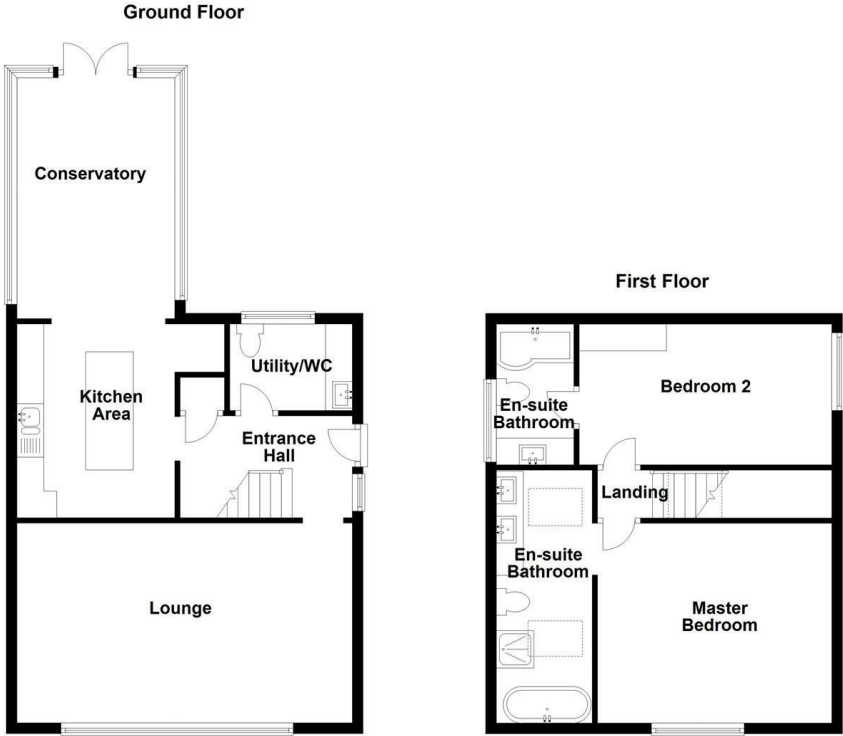 Ground Floor
Conservatory
Kitchen
Area
Utility/WC
Entrance
Hall
Lounge
First Floor
En-suite
Bathroom
Bedroom 2
Landing
En-suite
Bathroom
Master
Bedroom